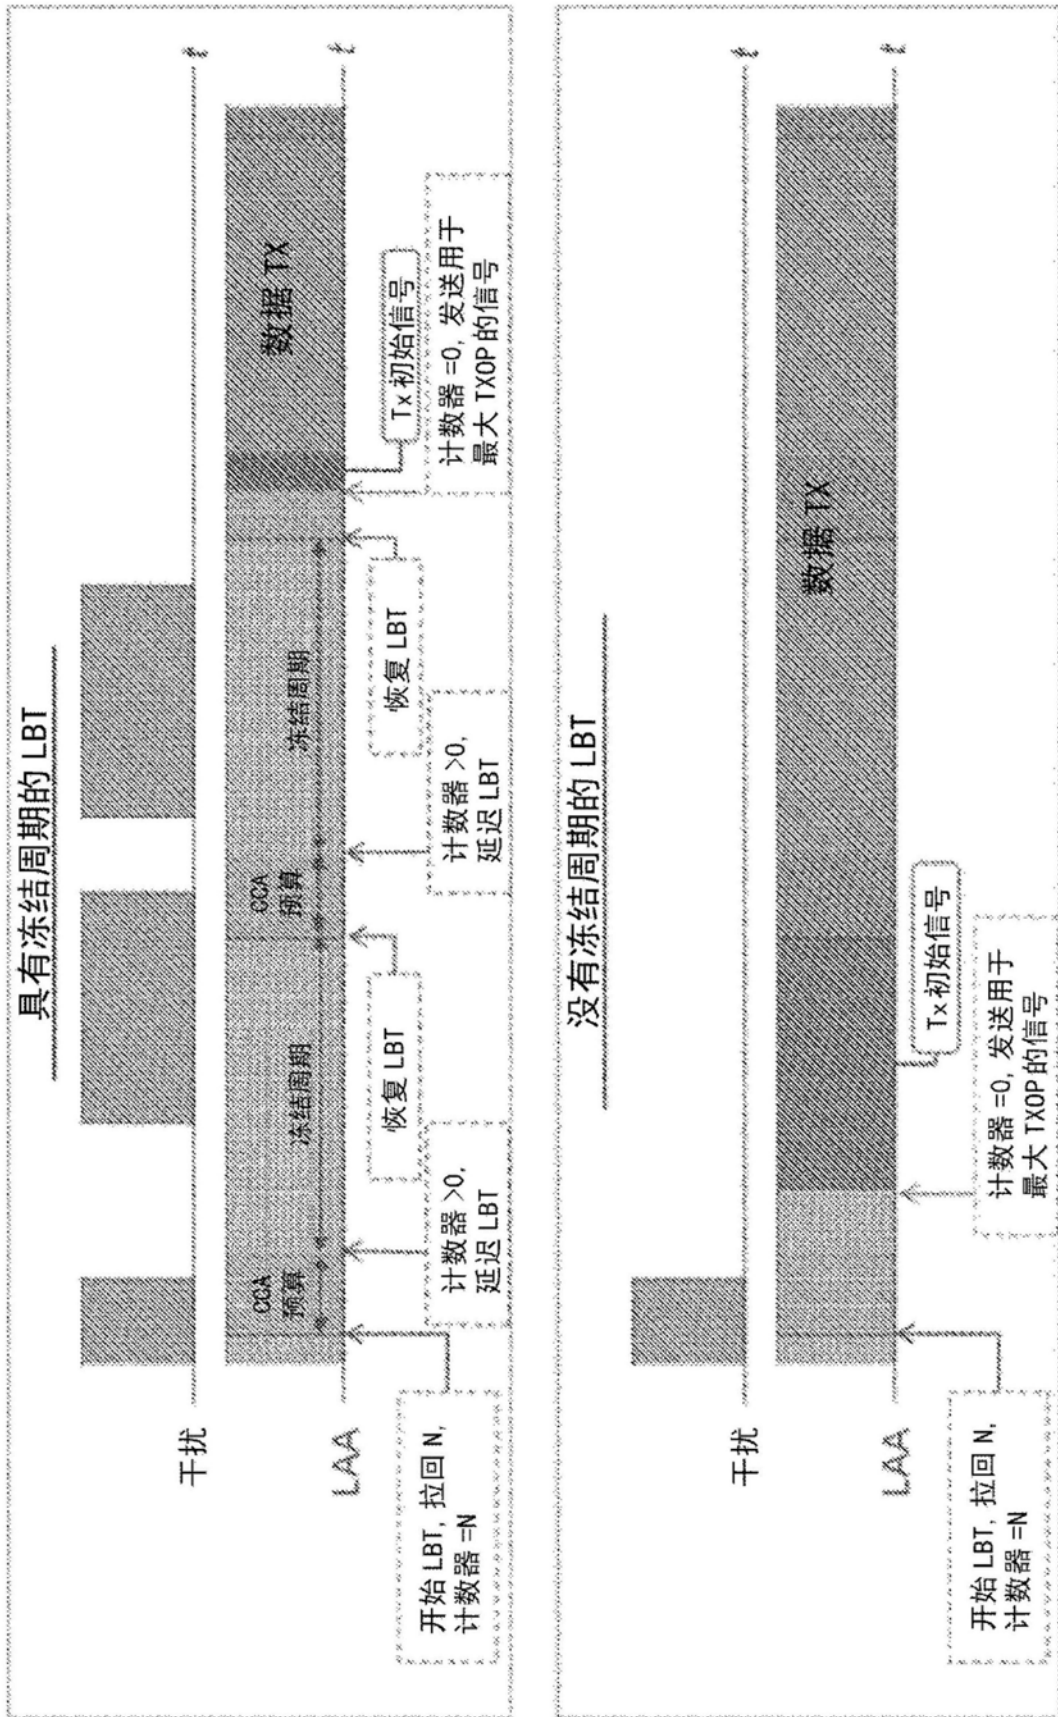 具有冻结周期的 LBT
干扰
t
CCA
预算
冻结周期
CCA
预算
冻结周期
数据 TX
LAA
t
开始 LBT, 拉回 N,
计数器 =N
计数器 >0,
延迟 LBT
恢复 LBT
计数器 >0,
延迟 LBT
恢复 LBT
Tx 初始信号
计数器 =0, 发送用于
最大 TXOP 的信号
没有冻结周期的 LBT
干扰
t
数据 TX
LAA
t
开始 LBT, 拉回 N,
计数器 =N
Tx 初始信号
计数器 =0, 发送用于
最大 TXOP 的信号